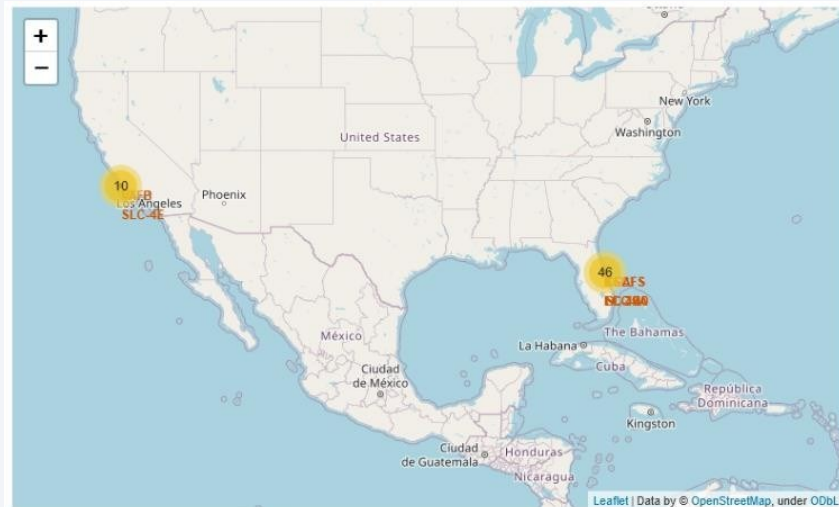 +
−
New York
Washington
United States
10
Phoenix
Los Angeles
SLC-4E
46
The Bahamas
La Habana
Cuba
México
Ciudad
de México
República
Dominicana
Kingston
Ciudad
de Guatemala
Honduras
Nicaragua
Leaflet | Data by © OpenStreetMap, under ODbL